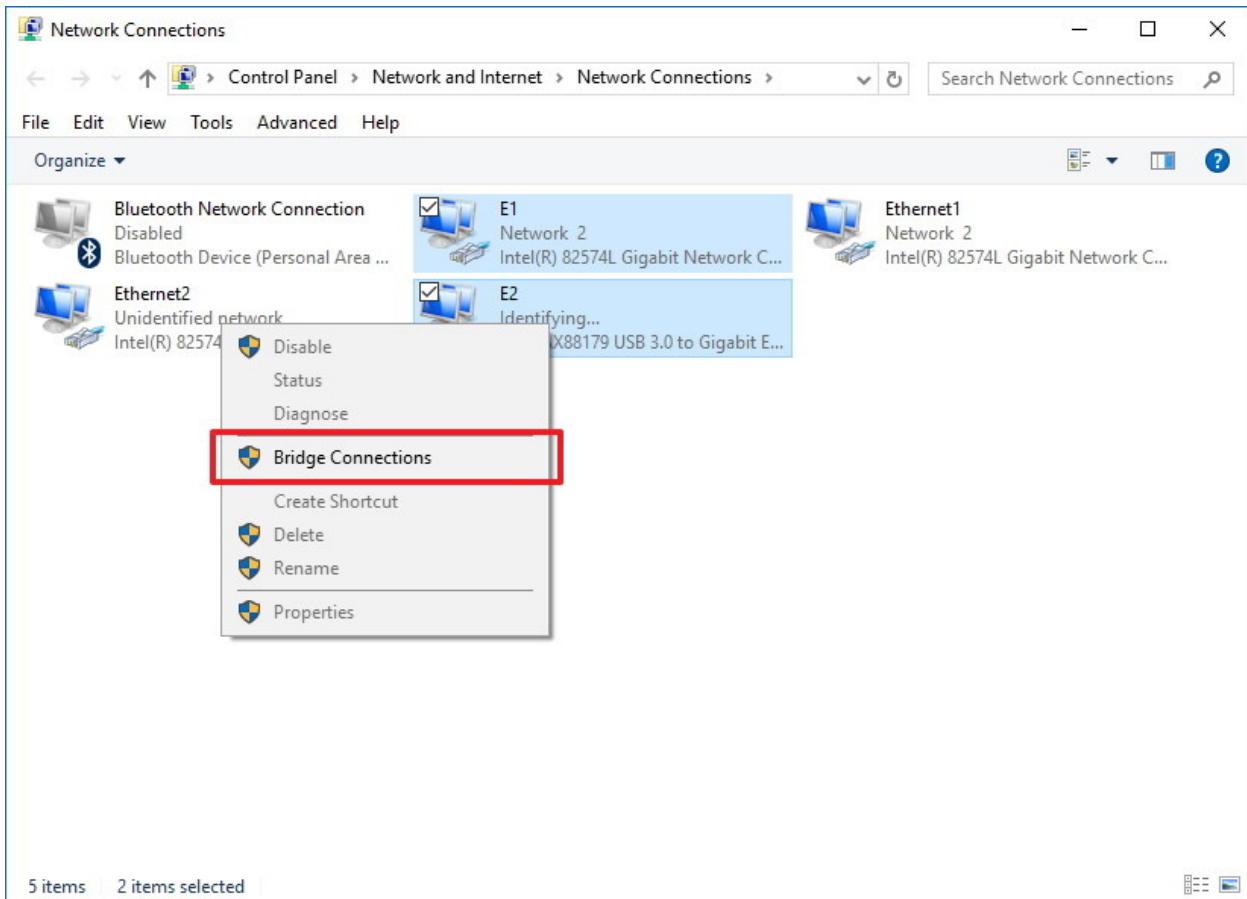 Network Connections
Control Panel > Network and Internet > Network Connections >
Search Network Connections
File Edit View Tools Advanced Help
Organize
Bluetooth Network Connection
Disabled
Bluetooth Device (Personal Area ...
E1
Network 2
Intel(R) 82574L Gigabit Network C...
Ethernet1
Network 2
Intel(R) 82574L Gigabit Network C...
Ethernet2
Unidentified network
Intel(R) 82574
E2
Identifying...
X88179 USB 3.0 to Gigabit E...
Disable
Status
Diagnose
Bridge Connections
Create Shortcut
Delete
Rename
Properties
5 items
2 items selected